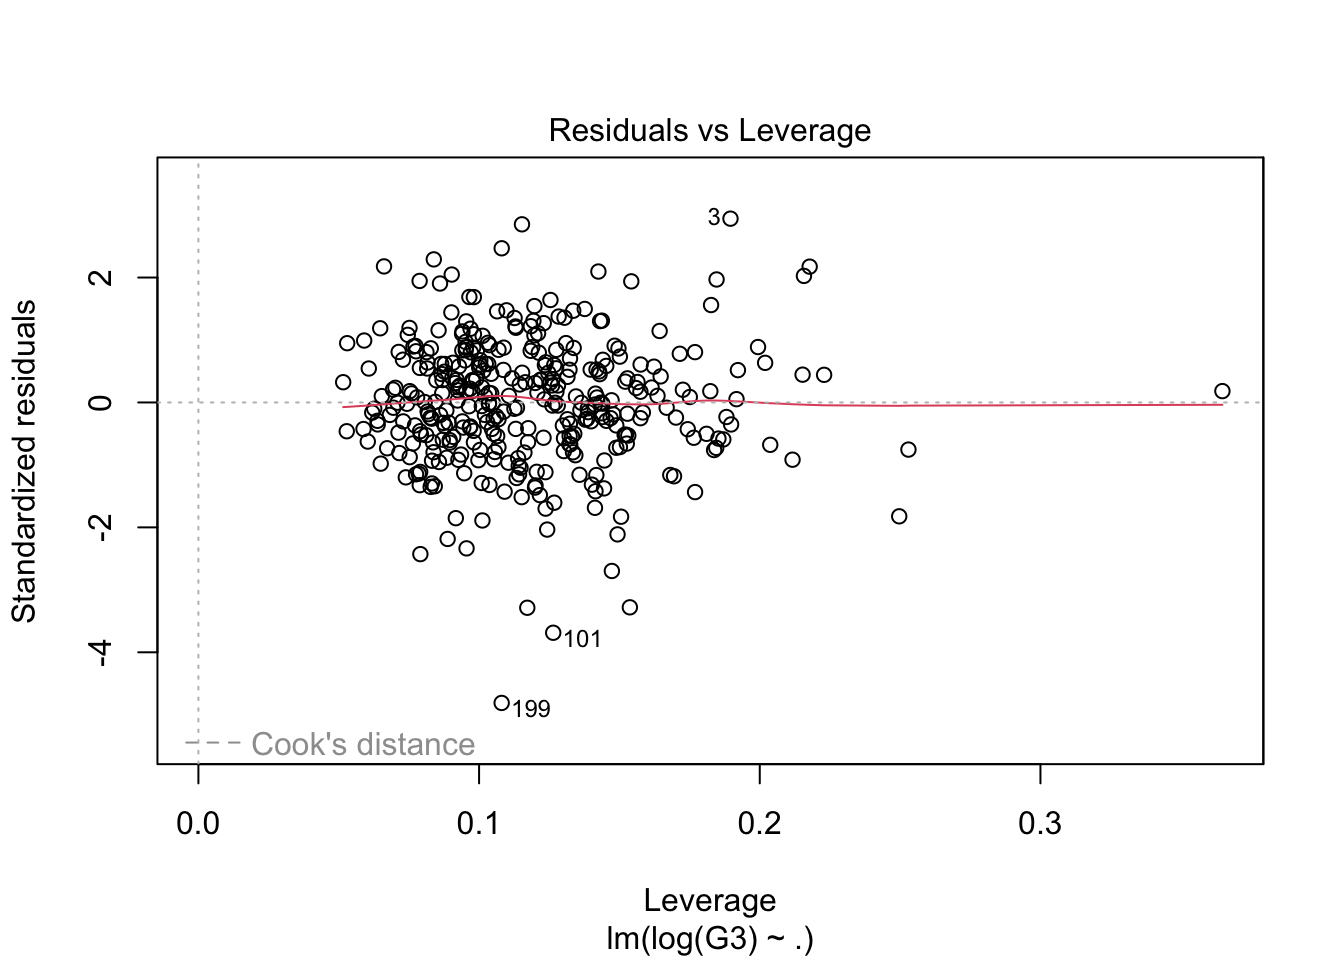 Residuals vs Leverage
Standardized residuals
2
0
-2
-4
3
101
199
Cook's distance
0.0 0.1 0.2 0.3
Leverage
lm(log(G3) ~ .)